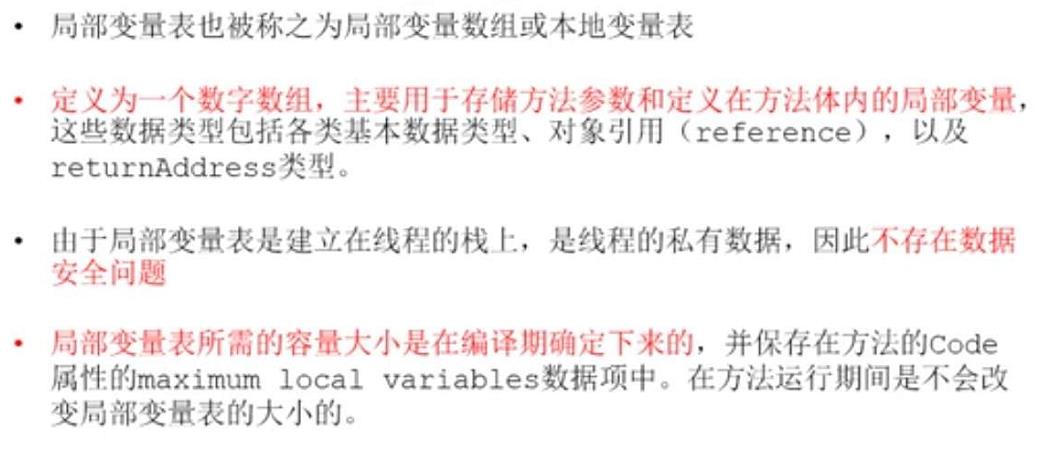 • 局部变量表也被称之为局部变量数组或本地变量表
• 定义为一个数字数组，主要用于存储方法参数和定义在方法体内的局部变量，
这些数据类型包括各类基本数据类型、对象引用（reference），以及
returnAddress类型。
• 由于局部变量表是建立在线程的栈上，是线程的私有数据，因此不存在数据
安全问题
• 局部变量表所需的容量大小是在编译期确定下来的，并保存在方法的Code
属性的maximum local variables数据项中。在方法运行期间是不会改
变局部变量表的大小的。